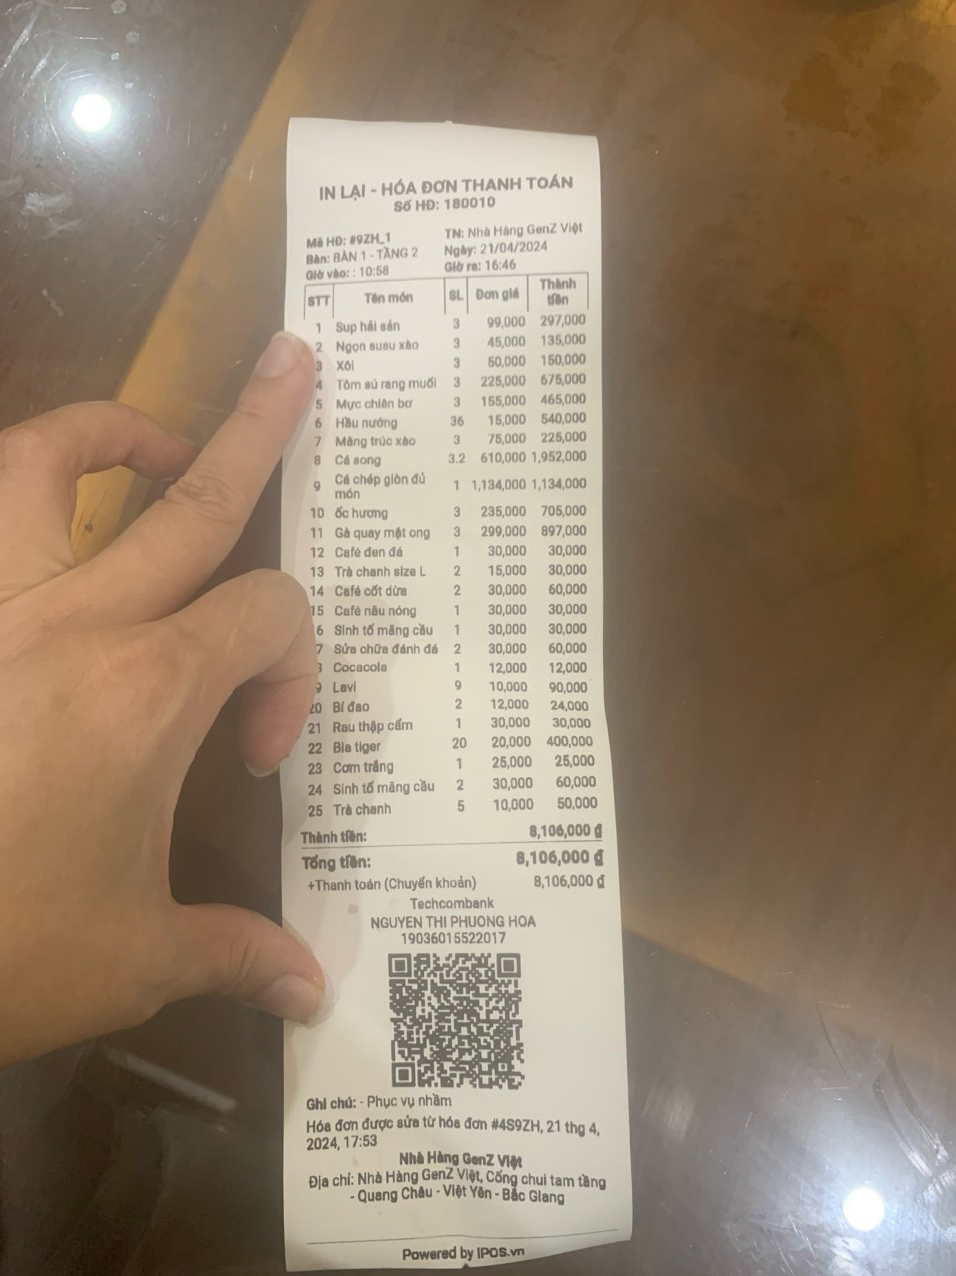 IN LẠI - HÓA ĐƠN THANH TOÁN
Số HĐ: 180010
Mã HĐ: #9ZH_1 TN: Nhà Hàng GenZ Việt
Bàn: BÀN 1 - TẦNG 2 Ngày: 21/04/2024
Giờ vào: : 10:58 Giờ ra: 16:46
STT Tên món SL Đơn giá Thành tiền
1 Sup hải sản 3 99,000 297,000
2 Ngọn susu xào 3 45,000 135,000
3 Xôi 3 50,000 150,000
4 Tôm sú rang muối 3 225,000 675,000
5 Mực chiên bơ 3 155,000 465,000
6 Hầu nướng 36 15,000 540,000
7 Măng trúc xào 3 75,000 225,000
8 Cá song 3.2 610,000 1,952,000
9 Cá chép giòn đủ món 1 1,134,000 1,134,000
10 ốc hương 3 235,000 705,000
11 Gà quay mật ong 3 299,000 897,000
12 Café đen đá 1 30,000 30,000
13 Trà chanh size L 2 15,000 30,000
14 Café cốt dừa 2 30,000 60,000
15 Café nâu nóng 1 30,000 30,000
6 Sinh tố mãng cầu 1 30,000 30,000
7 Sữa chữa đánh đá 2 30,000 60,000
Cocacola 1 12,000 12,000
9 Lavi 9 10,000 90,000
20 Bí đao 2 12,000 24,000
21 Rau thập cẩm 1 30,000 30,000
22 Bia tiger 20 20,000 400,000
23 Cơm trắng 1 25,000 25,000
24 Sinh tố mãng cầu 2 30,000 60,000
25 Trà chanh 5 10,000 50,000
Thành tiền: 8,106,000 ₫
Tổng tiền: 8,106,000 ₫
+Thanh toán (Chuyển khoản) 8,106,000 ₫
Techcombank
NGUYEN THI PHUONG HOA
19036015522017
Ghi chú: - Phục vụ nhầm
Hóa đơn được sửa từ hóa đơn #4S9ZH, 21 thg 4,
2024, 17:53
Nhà Hàng GenZ Việt
Địa chỉ: Nhà Hàng GenZ Việt, Cống chui tam tầng
- Quang Châu - Việt Yên - Bắc Giang
Powered by IPOS.vn